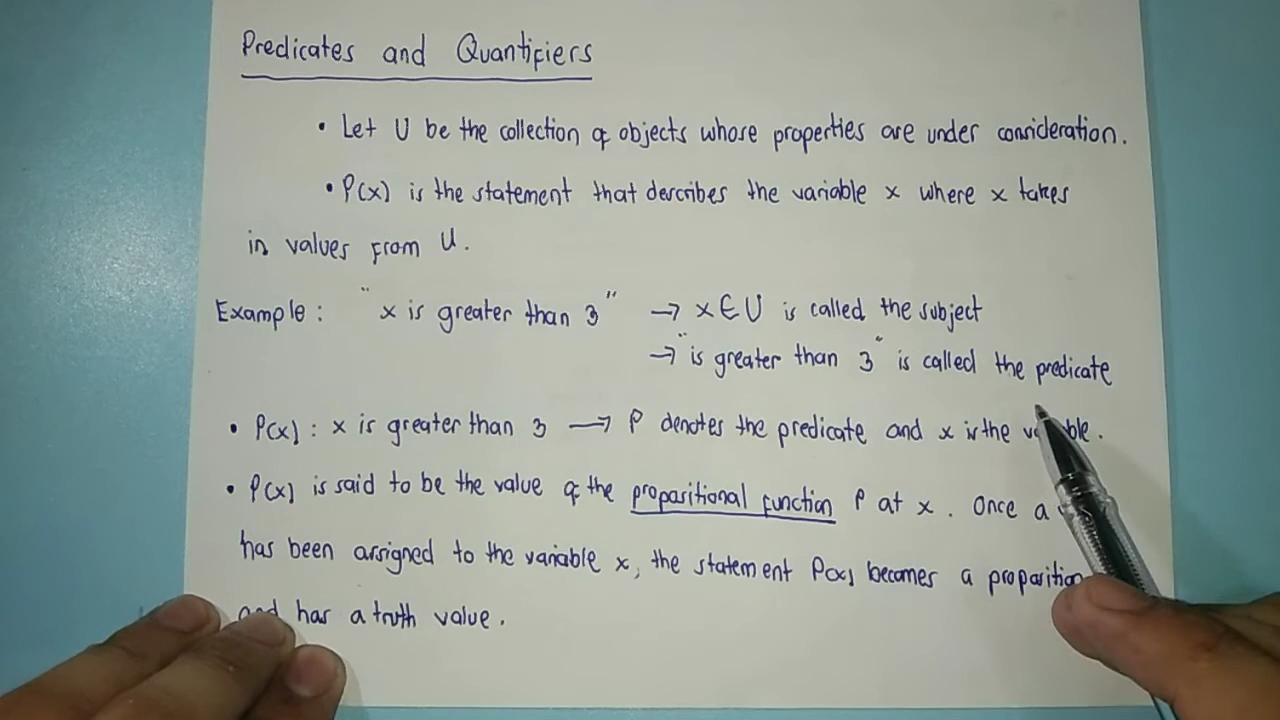 Predicates and Quantifiers
• Let U be the collection of objects whose properties are under consideration.
• P(x) is the statement that describes the variable x where x takes
in values from U.
Example: "x is greater than 3" → x∈U is called the subject
→ "is greater than 3" is called the predicate
• P(x): x is greater than 3 → P denotes the predicate and x is the variable.
• P(x) is said to be the value of the propositional function P at x. Once a
has been assigned to the variable x, the statement P(x) becomes a proposition
and has a truth value.